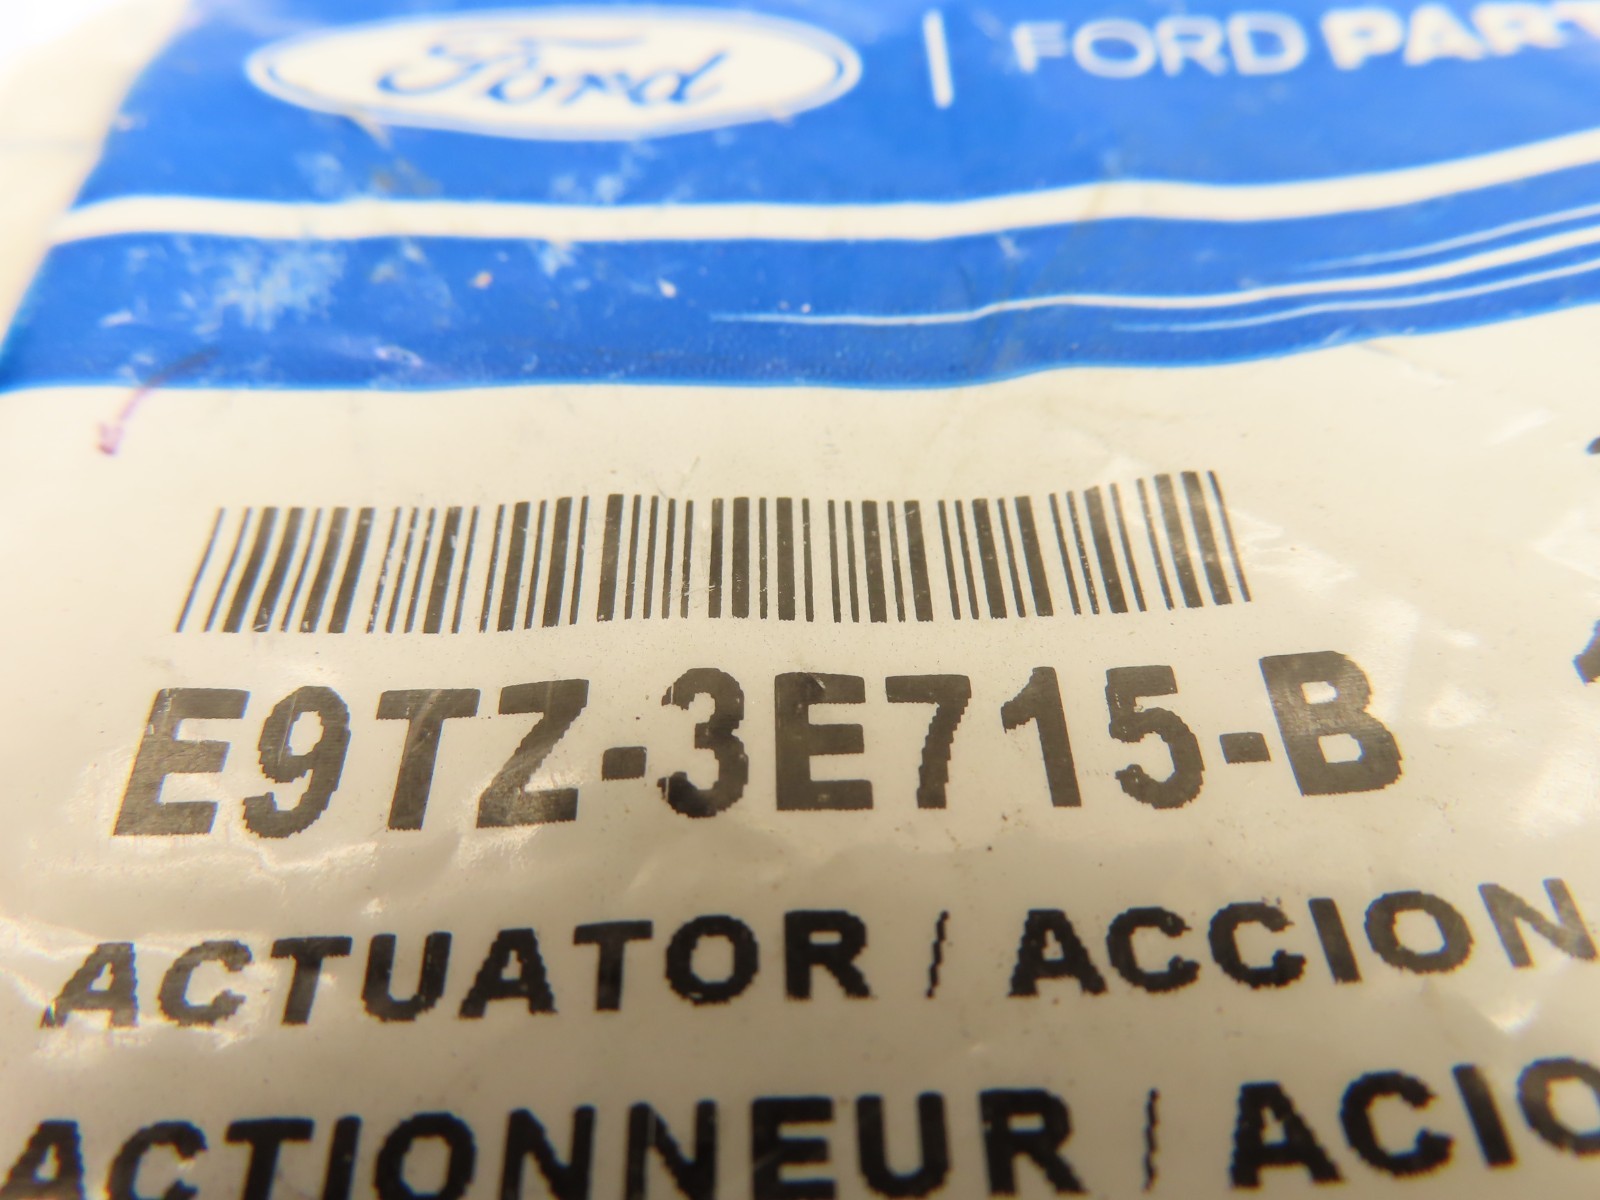 Ford | FORD PART
E9TZ-3E715-B
ACTUATOR / ACCION
ACTIONNEUR / ACIO